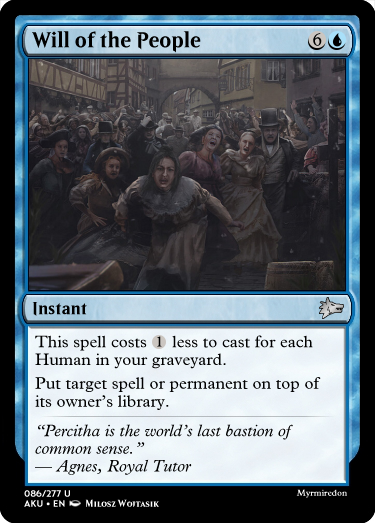 Will of the People 6
Instant
This spell costs 1 less to cast for each
Human in your graveyard.
Put target spell or permanent on top of
its owner's library.
“Percitha is the world's last bastion of
common sense.”
— Agnes, Royal Tutor
086/277 U Myrmiredon
AKU • EN Milosz Woftasik